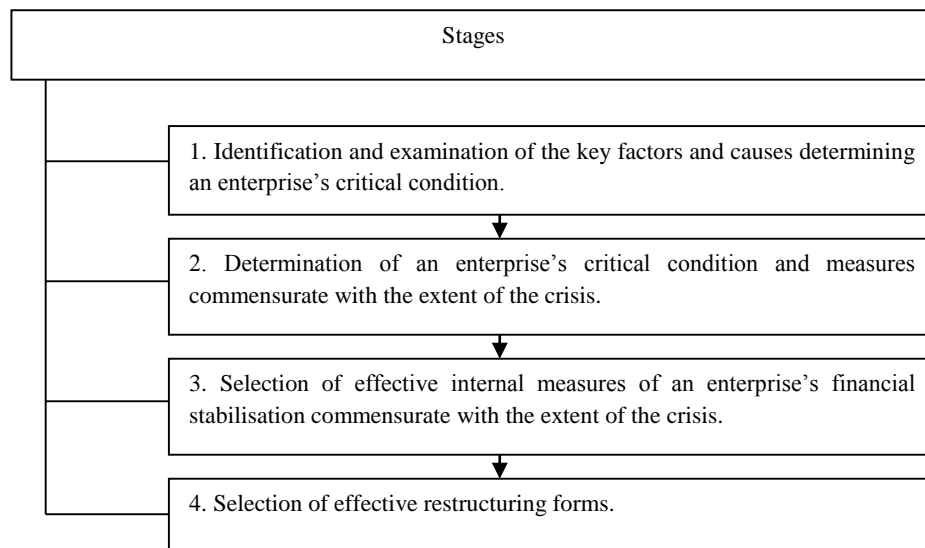 Stages
1. Identification and examination of the key factors and causes determining
an enterprise’s critical condition.
2. Determination of an enterprise’s critical condition and measures
commensurate with the extent of the crisis.
3. Selection of effective internal measures of an enterprise’s financial
stabilisation commensurate with the extent of the crisis.
4. Selection of effective restructuring forms.